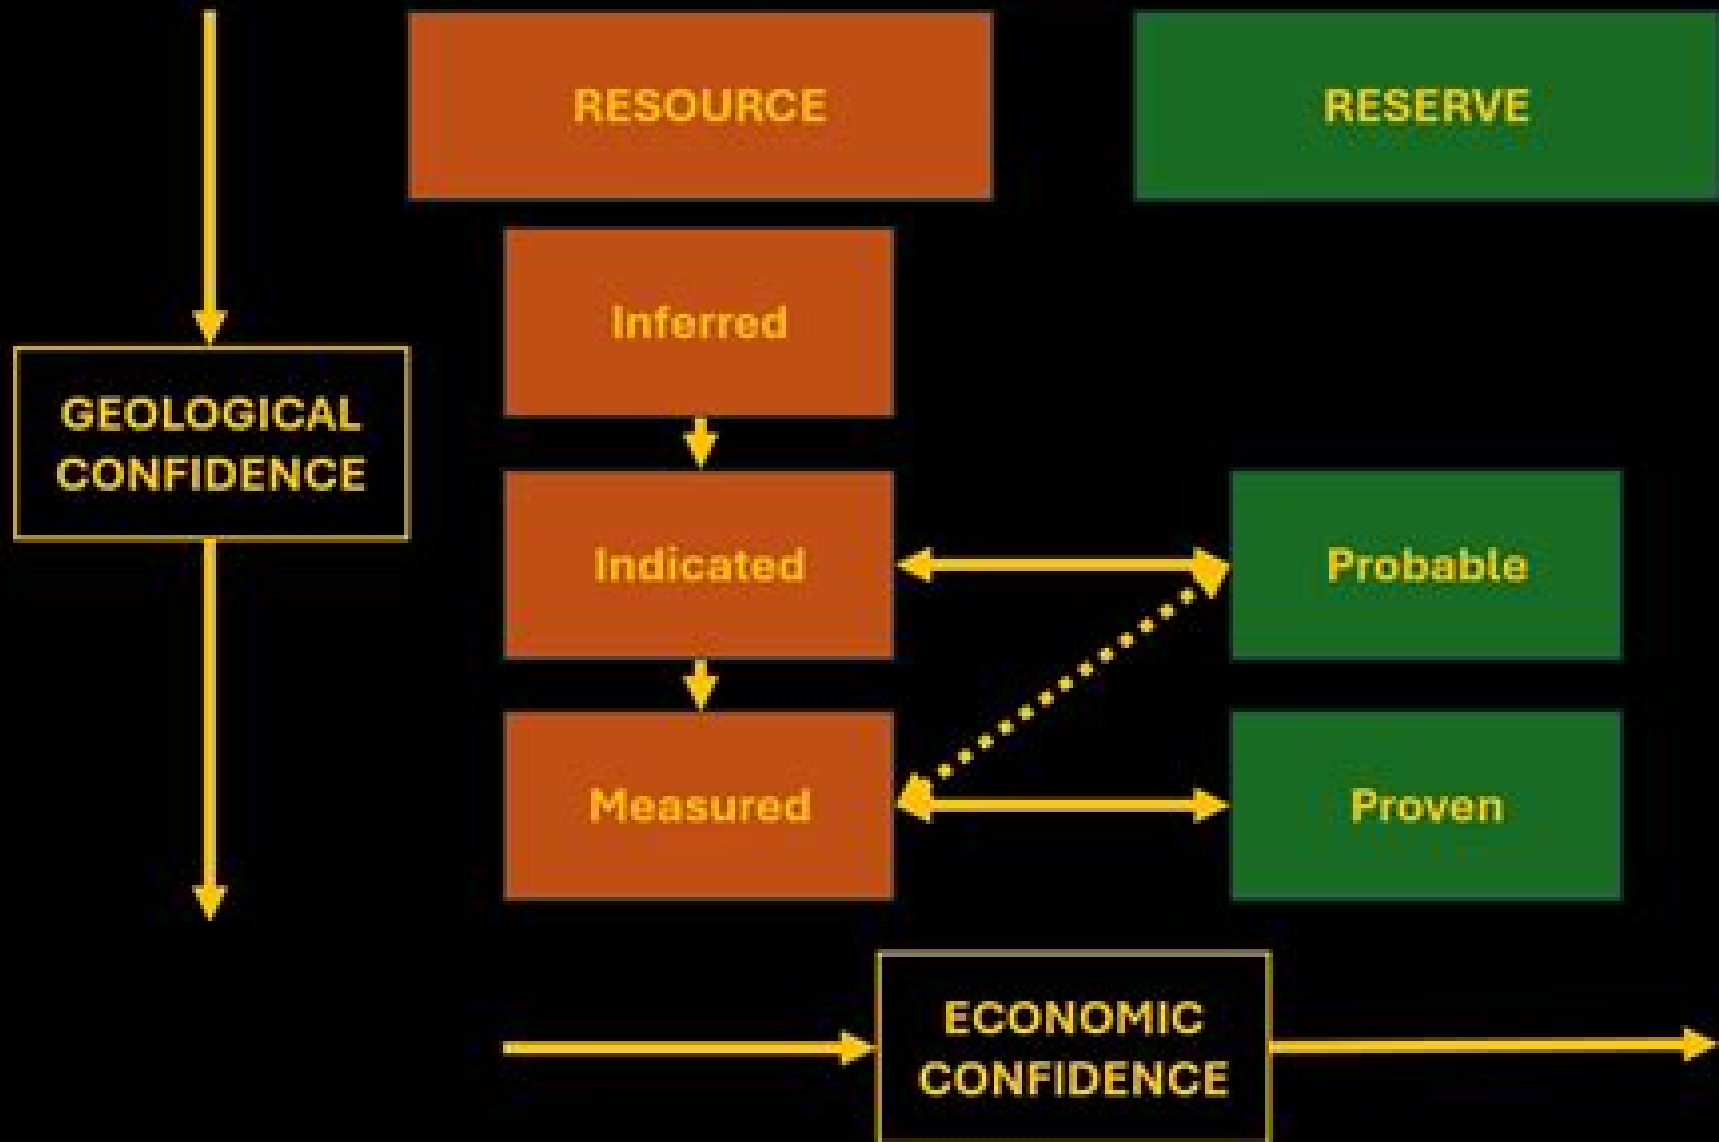 RESOURCE
RESERVE
Inferred
GEOLOGICAL
CONFIDENCE
Indicated
Probable
Measured
Proven
ECONOMIC
CONFIDENCE